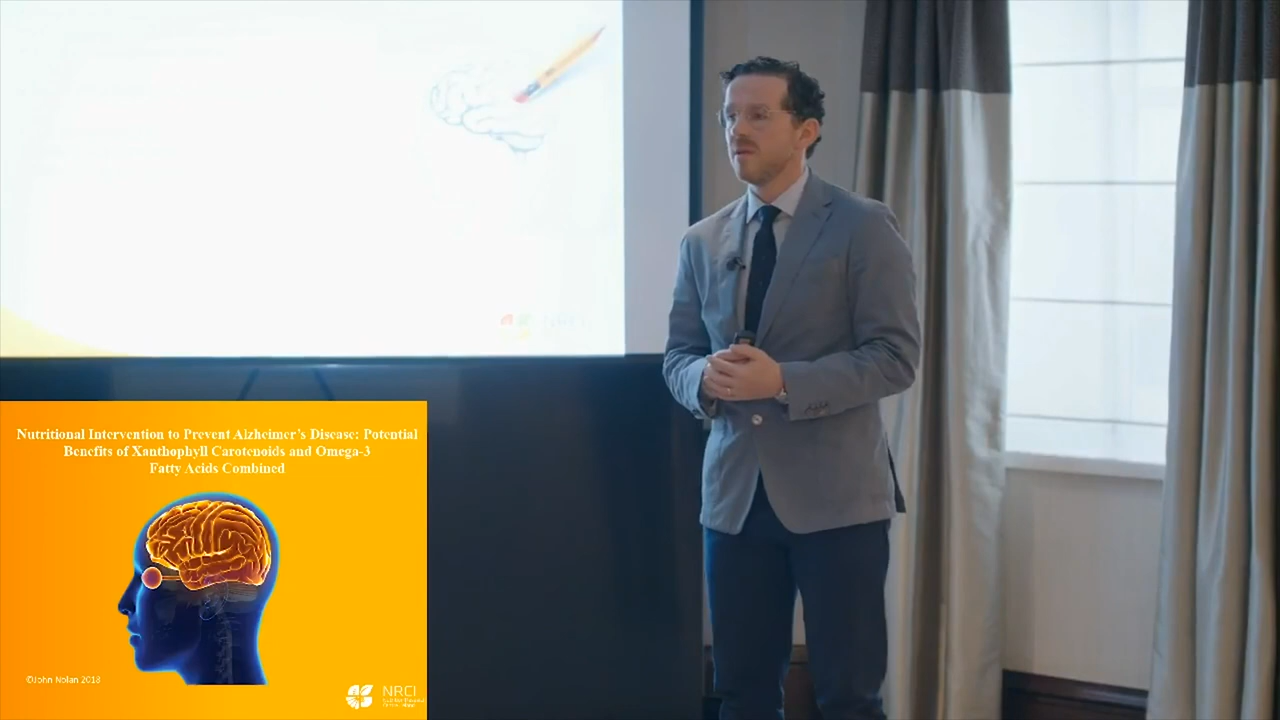 Nutritional Intervention to Prevent Alzheimer's Disease: Potential
Benefits of Xanthophyll Carotenoids and Omega-3
Fatty Acids Combined
©John Nolan 2018
NRCI